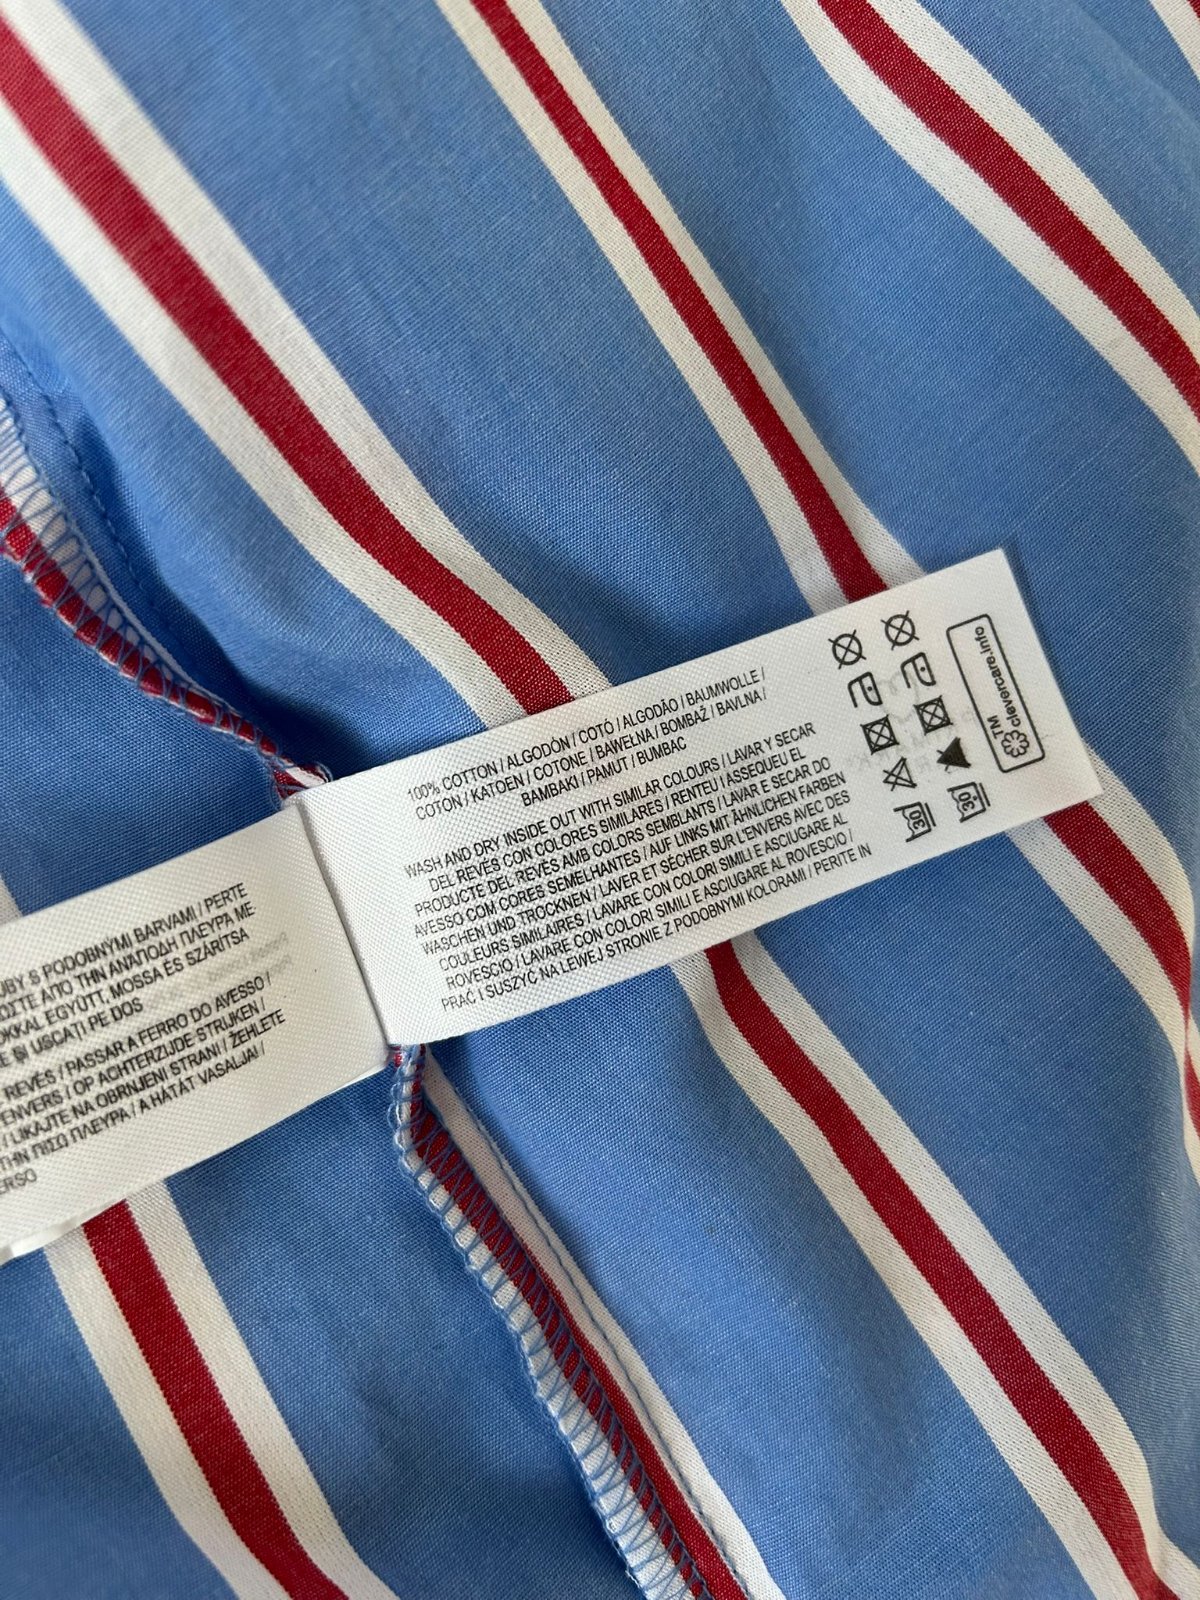 100% COTTON / ALGODÓN / COTÓ / ALGODÃO / BAUMWOLLE /
COTON / KATOEN / COTONE / BAWEŁNA / BOMBAŽ / BAVLNA /
BAMBAKI / PAMUT / BUMBAC
WASH AND DRY INSIDE OUT WITH SIMILAR COLOURS / LAVAR Y SECAR
DEL REVÉS CON COLORES SIMILARES / RENTEU / ASSEQUEU EL
PRODUCTE DEL REVÉS AMB COLORS SEMBLANTS / LAVAR E SECAR DO
AVESSO COM CORES SEMELHANTES / AUF LINKS MIT ÄHNLICHEN FARBEN
WASCHEN UND TROCKNEN / LAVER ET SÉCHER SUR L'ENVERS AVEC DES
COULEURS SIMILAIRES / LAVARE CON COLORI SIMILI E ASCIUGARE AL
ROVESCIO / LAVARE CON COLORI SIMILI E ASCIUGARE AL ROVESCIO /
PRAĆ I SUSZYĆ NA LEWEJ STRONIE Z PODOBNYMI KOLORAMI / PERITE IN
30
30
TM
clevercare.info
S PODOBNÝMI BARVAMI / PERTE
ΑΠΟ ΤΗΝ ΑΝΑΠΟΔΗ ΠΛΕΥΡΑ ΜΕ
EGYÜTT, MOSSA ÉS SZÁRÍTSA
E SI USCATI PE DOS
REVÉS / PASSAR A FERRO DO AVESSO /
/ OP ACHTERZIJDE STRIJKEN /
/ LIKAJTE NA OBRNJENI STRANI / ŽEHLETE
ΤΗΝ ΠΙΣΩ ΠΛΕΥΡΑ / A HÁTÁT VASALJA! /